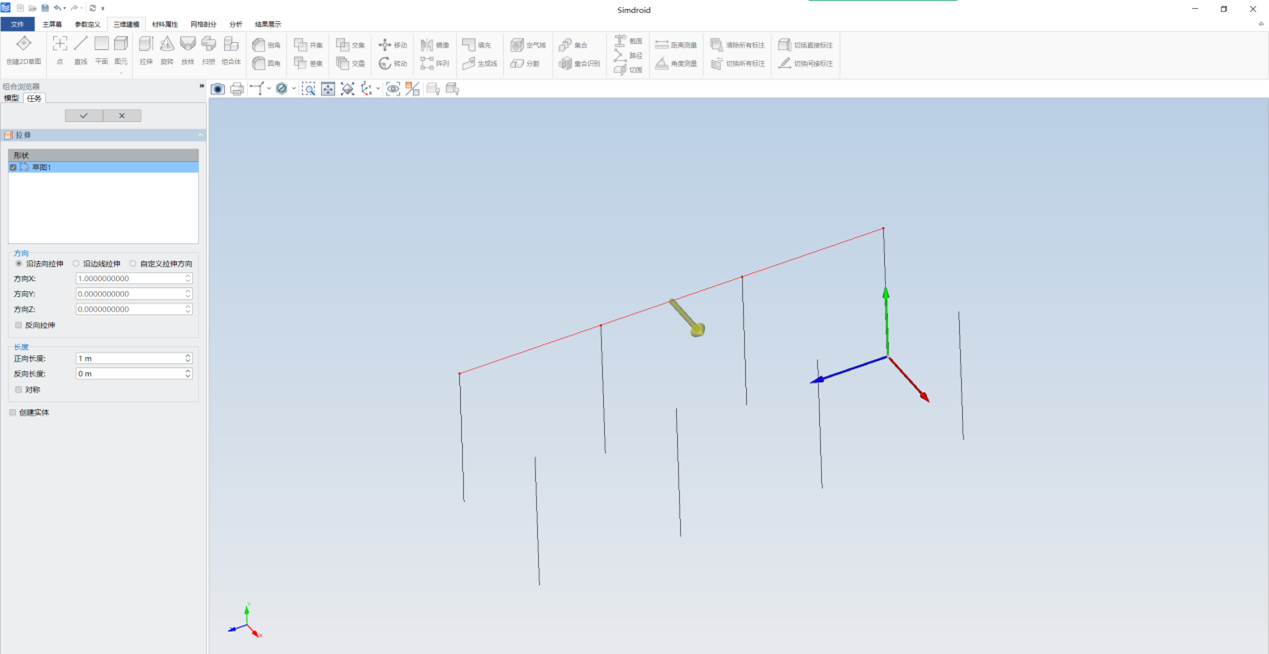 Simdroid
文件 主屏幕 参数定义 三维建模 材料属性 网格剖分 分析 结果展示
创建2D草图 点 直线 平面 图元 拉伸 旋转 放样 扫掠 组合体
倒角 并集 交集 移动 镜像 填充 空气域 集合 截面 距离测量 清除所有标注 切换直接标注
圆角 差集 交叠 转动 阵列 生成线 分割 重合识别 路径 切面 角度测量 切换所有标注 切换间接标注
组合浏览器
模型 任务
拉伸
形状
草图1
方向
沿法向拉伸 沿边线拉伸 自定义拉伸方向
方向X: 1.0000000000
方向Y: 0.0000000000
方向Z: 0.0000000000
反向拉伸
长度
正向长度: 1 m
反向长度: 0 m
对称
创建实体